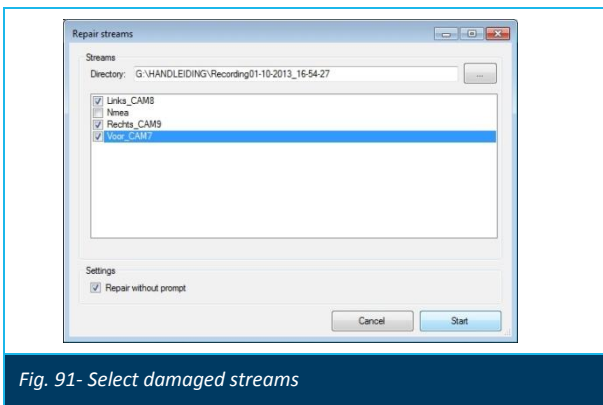 Repair streams
Streams
Directory: G:\HANDLEIDING\Recording01-10-2013_16-54-27
...
Links_CAM8
Nmea
Rechts_CAM9
Voor_CAM7
Settings
Repair without prompt
Cancel Start
Fig. 91- Select damaged streams